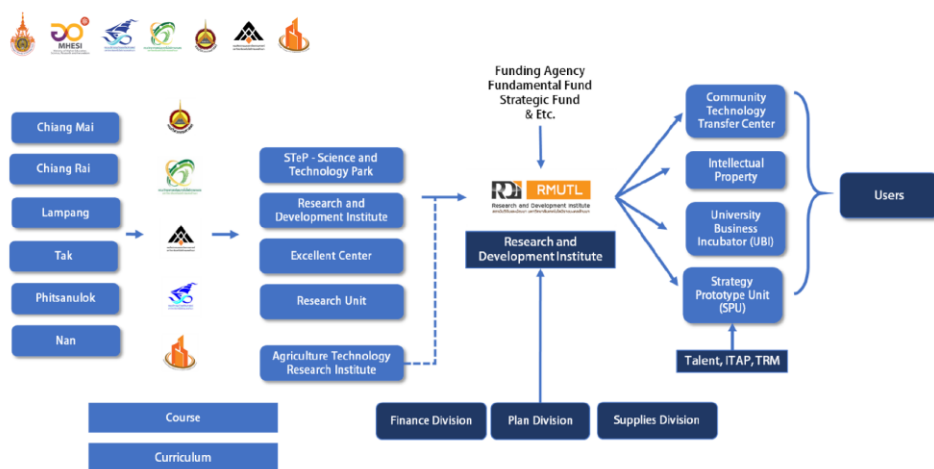 MHESI
Funding Agency
Fundamental Fund
Strategic Fund
& Etc.
Chiang Mai
Chiang Rai
Lampang
Tak
Phitsanulok
Nan
STeP - Science and
Technology Park
Research and
Development Institute
Excellent Center
Research Unit
Agriculture Technology
Research Institute
RDI RMUTL
Research and Development Institute
Research and
Development Institute
Community
Technology
Transfer Center
Intellectual
Property
University
Business
Incubator (UBI)
Strategy
Prototype Unit
(SPU)
Users
Talent, ITAP, TRM
Course
Curriculum
Finance Division
Plan Division
Supplies Division